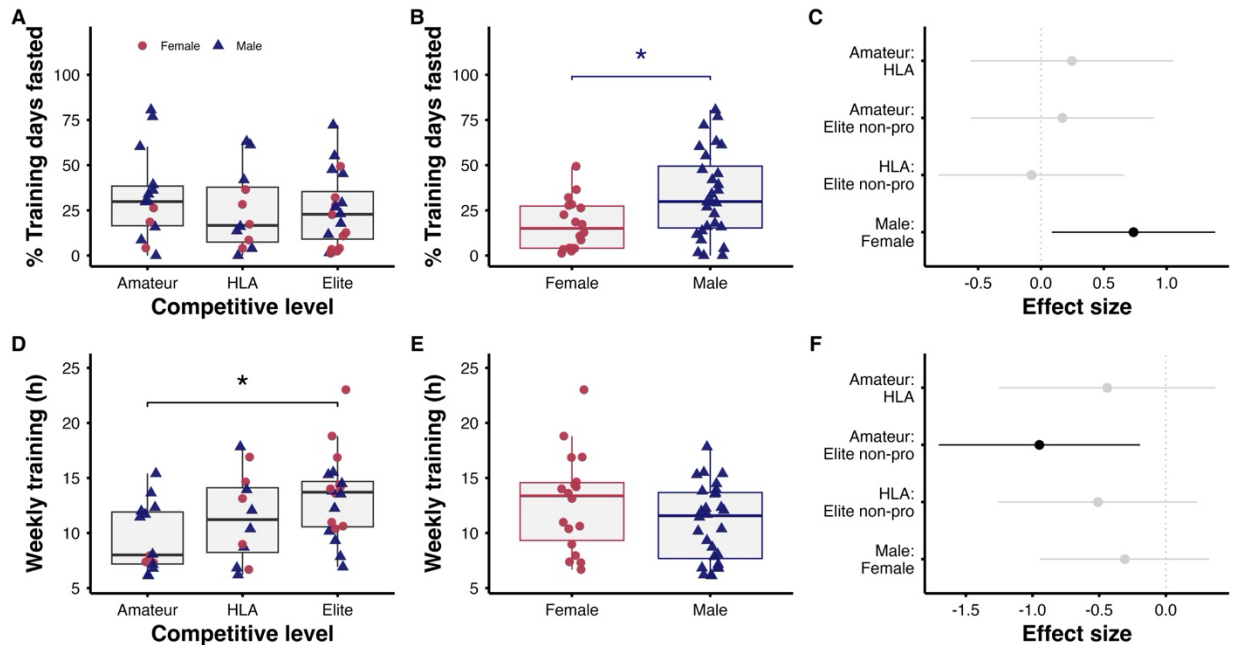 A
Female
Male
% Training days fasted
100
75
50
25
0
Amateur
HLA
Elite
Competitive level
B
*
% Training days fasted
100
75
50
25
0
Female
Male
C
Amateur:
HLA
Amateur:
Elite non-pro
HLA:
Elite non-pro
Male:
Female
-0.5
0.0
0.5
1.0
Effect size
D
*
Weekly training (h)
25
20
15
10
5
Amateur
HLA
Elite
Competitive level
E
Weekly training (h)
25
20
15
10
5
Female
Male
F
Amateur:
HLA
Amateur:
Elite non-pro
HLA:
Elite non-pro
Male:
Female
-1.5
-1.0
-0.5
0.0
Effect size